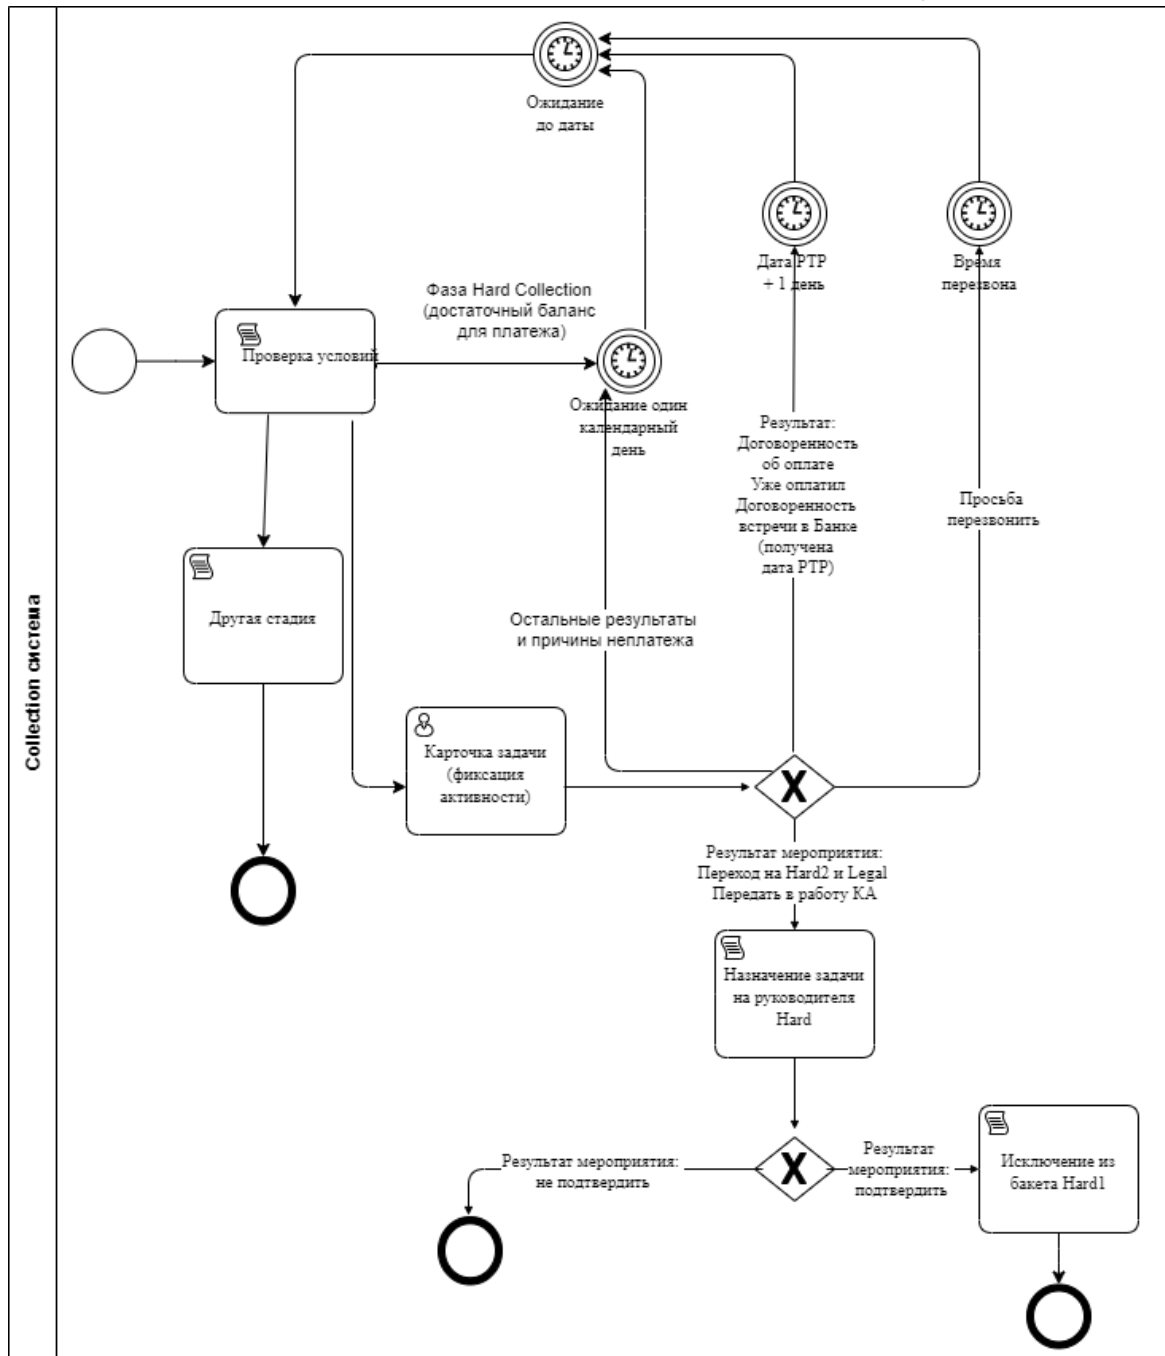 Collection система
Ожидание
до даты
Дата PTP
+ 1 день
Время
перезвона
Фаза Hard Collection
(достаточный баланс
для платежа)
Проверка условий
Ожидание один
календарный
день
Результат:
Договоренность
об оплате
Уже оплатил
Договоренность
встречи в Банке
(получена
дата PTP)
Просьба
перезвонить
Другая стадия
Остальные результаты
и причины неплатежа
Карточка задачи
(фиксация
активности)
X
Результат мероприятия:
Переход на Hard2 и Legal
Передать в работу КА
Назначение задачи
на руководителя
Hard
X
Результат мероприятия:
не подтвердить
Результат
мероприятия:
подтвердить
Исключение из
бакета Hard1